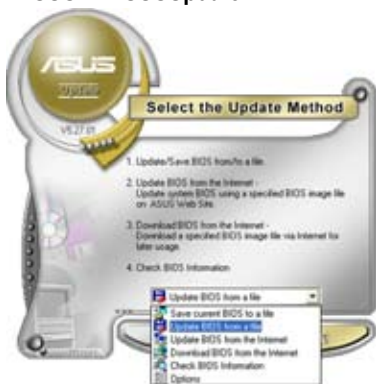 ASUS
Update
V5.27.01
Select the Update Method
1. Update/Save BIOS from/to a file.
2. Update BIOS from the Internet -
Update system BIOS using a specified BIOS image file
on ASUS Web Site.
3. Download BIOS from the Internet -
Download a specified BIOS image file via Internet for
later usage.
4. Check BIOS Information
Update BIOS from a file
Save current BIOS to a file
Update BIOS from a file
Update BIOS from the Internet
Download BIOS from the Internet
Check BIOS Information
Options